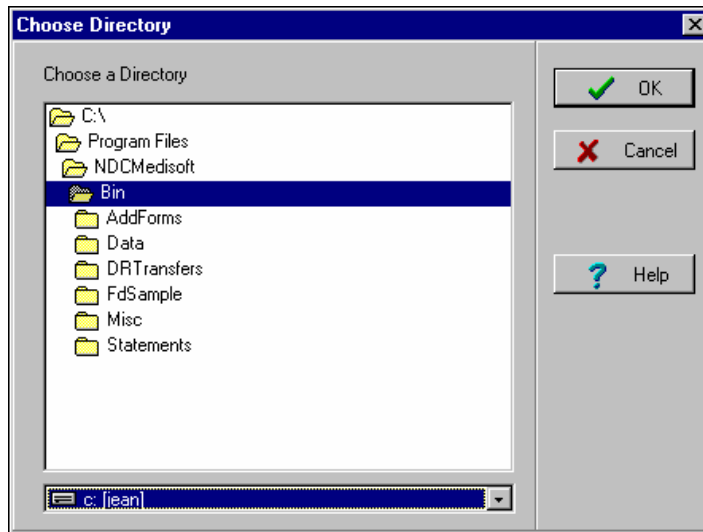 Choose Directory
Choose a Directory
C:\
Program Files
NDCMedisoft
Bin
AddForms
Data
DRTransfers
FdSample
Misc
Statements
c: [jean]
OK
Cancel
Help